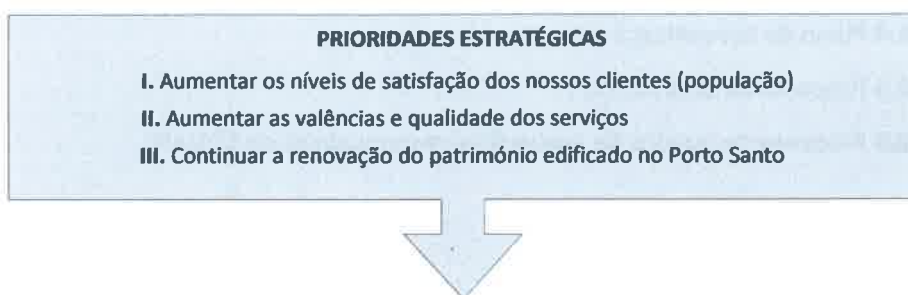 PRIORIDADES ESTRATÉGICAS
I. Aumentar os níveis de satisfação dos nossos clientes (população)
II. Aumentar as valências e qualidade dos serviços
III. Continuar a renovação do património edificado no Porto Santo